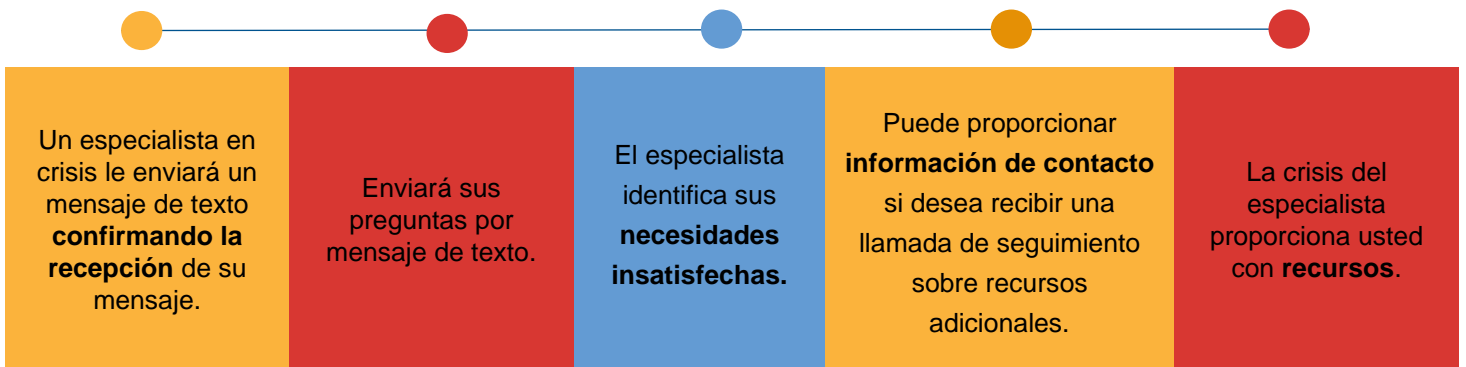 Un especialista en
crisis le enviará un
mensaje de texto
confirmando la
recepción de su
mensaje.
Enviará sus
preguntas por
mensaje de texto.
El especialista
identifica sus
necesidades
insatisfechas.
Puede proporcionar
información de contacto
si desea recibir una
llamada de seguimiento
sobre recursos
adicionales.
La crisis del
especialista
proporciona usted
con recursos.